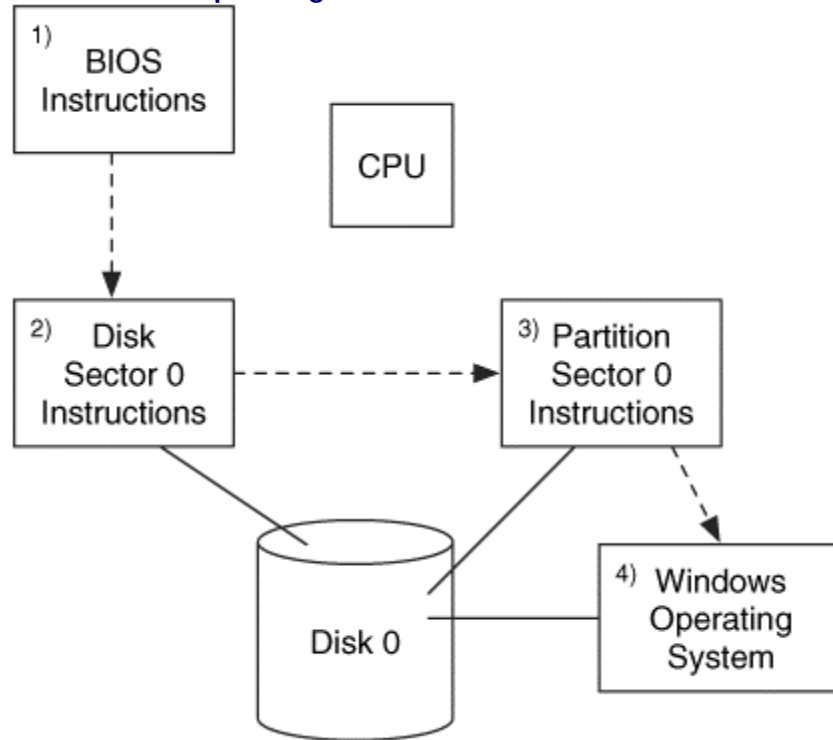 1) BIOS
Instructions
CPU
2) Disk
Sector 0
Instructions
3) Partition
Sector 0
Instructions
Disk 0
4) Windows
Operating
System